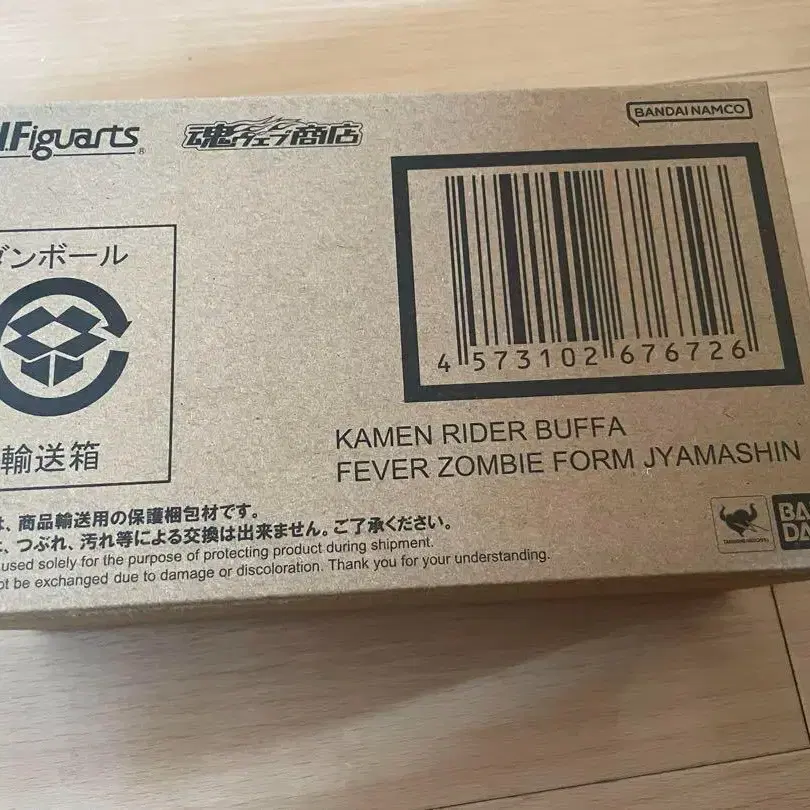 .Figuarts
魂ウェブ商店
BANDAI NAMCO
4 573102 676726
ダンボール
輸送箱
KAMEN RIDER BUFFA
FEVER ZOMBIE FORM JYAMASHIN
、商品輸送用の保護梱包材です。
、つぶれ、汚れ等による交換は出来ません。ご了承ください。
used solely for the purpose of protecting product during shipment.
ot be exchanged due to damage or discoloration. Thank you for your understanding.
BA
DA